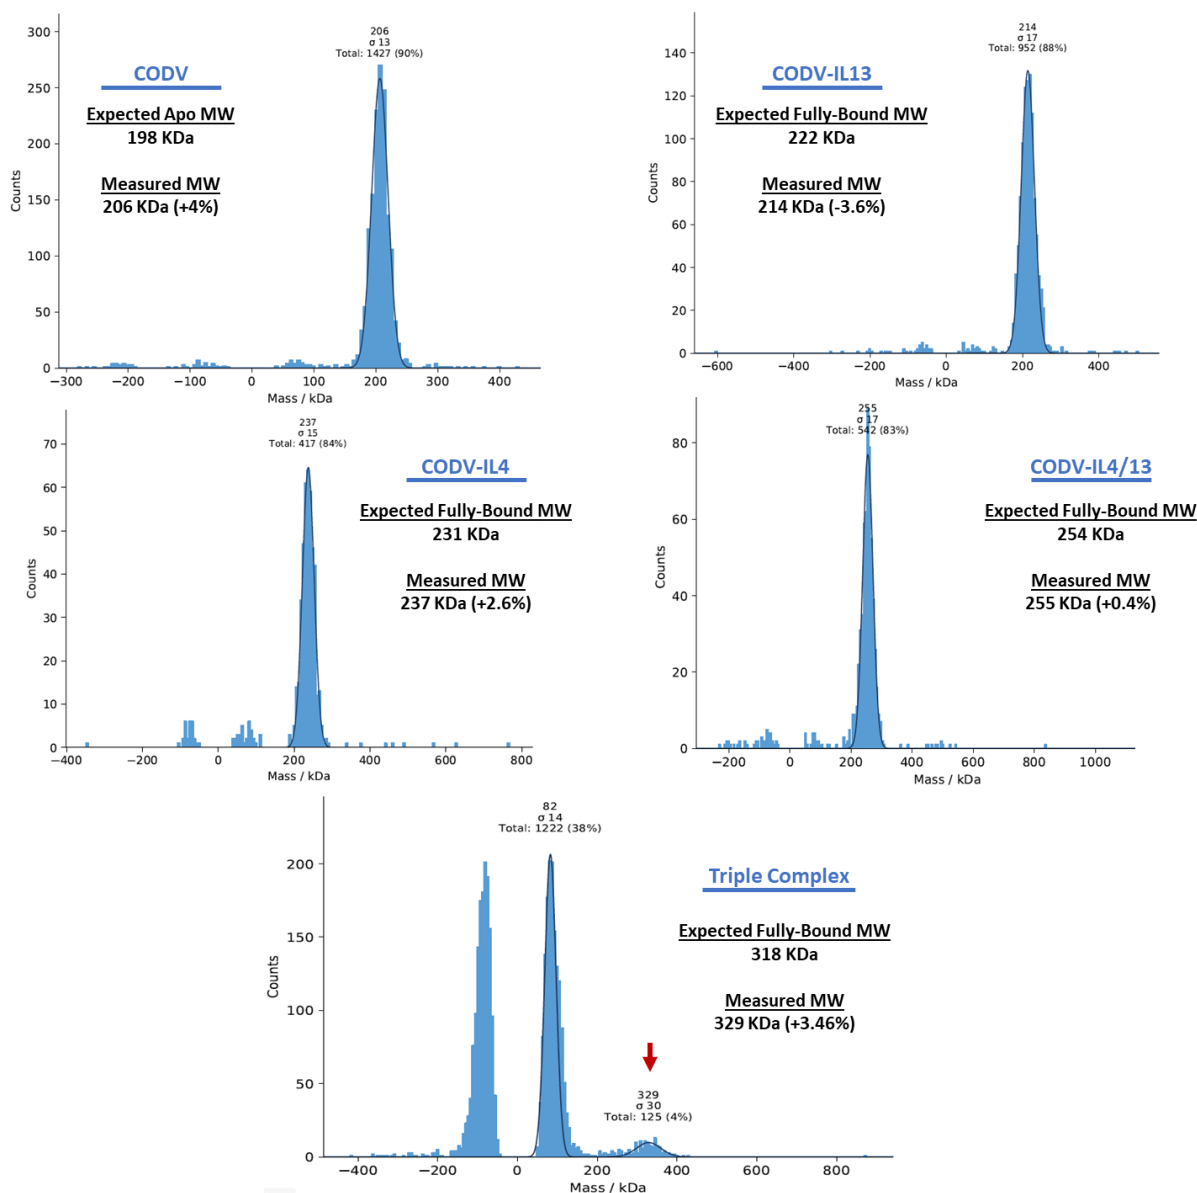 206
σ 13
Total: 1427 (90%)
CODV
Expected Apo MW
198 KDa
Measured MW
206 KDa (+4%)
300
250
200
150
100
50
0
Counts
−300 −200 −100 0 100 200 300 400
Mass / kDa
214
σ 17
Total: 952 (88%)
CODV-IL13
Expected Fully-Bound MW
222 KDa
Measured MW
214 KDa (-3.6%)
140
120
100
80
60
40
20
0
Counts
−600 −400 −200 0 200 400
Mass / kDa
237
σ 15
Total: 417 (84%)
CODV-IL4
Expected Fully-Bound MW
231 KDa
Measured MW
237 KDa (+2.6%)
70
60
50
40
30
20
10
0
Counts
−400 −200 0 200 400 600 800
Mass / kDa
255
σ 17
Total: 542 (83%)
CODV-IL4/13
Expected Fully-Bound MW
254 KDa
Measured MW
255 KDa (+0.4%)
80
60
40
20
0
Counts
−200 0 200 400 600 800 1000
Mass / kDa
82
σ 14
Total: 1222 (38%)
Triple Complex
Expected Fully-Bound MW
318 KDa
Measured MW
329 KDa (+3.46%)
329
σ 30
Total: 125 (4%)
200
150
100
50
0
Counts
−400 −200 0 200 400 600 800
Mass / kDa